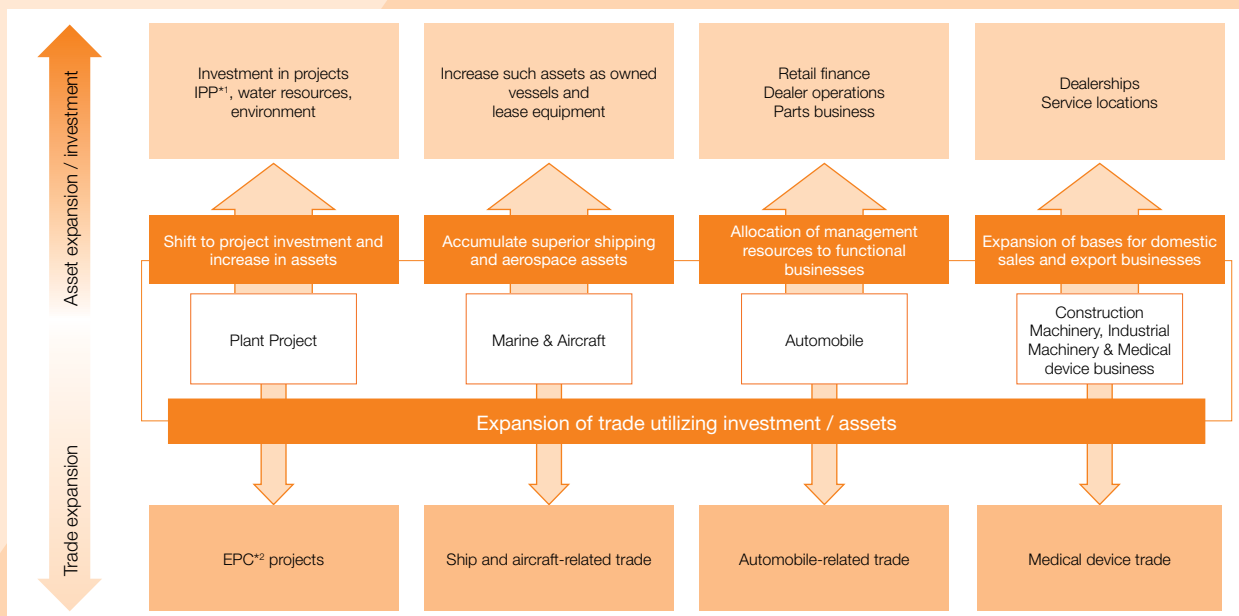 Asset expansion / investment
Investment in projects
IPP*1, water resources,
environment
Increase such assets as owned
vessels and
lease equipment
Retail finance
Dealer operations
Parts business
Dealerships
Service locations
Shift to project investment and
increase in assets
Accumulate superior shipping
and aerospace assets
Allocation of management
resources to functional
businesses
Expansion of bases for domestic
sales and export businesses
Plant Project
Marine & Aircraft
Automobile
Construction
Machinery, Industrial
Machinery & Medical
device business
Expansion of trade utilizing investment / assets
Trade expansion
EPC*2 projects
Ship and aircraft-related trade
Automobile-related trade
Medical device trade